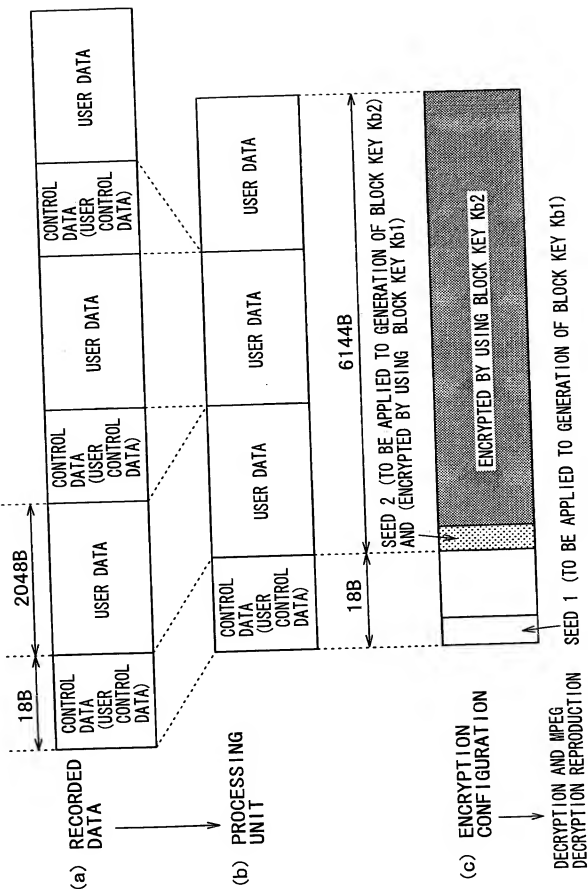 (a) RECORDED
DATA
18B
2048B
CONTROL
DATA
(USER
CONTROL
DATA)
USER DATA
CONTROL
DATA
(USER
CONTROL
DATA)
USER DATA
CONTROL
DATA
(USER
CONTROL
DATA)
USER DATA
(b) PROCESSING
UNIT
CONTROL
DATA
(USER
CONTROL
DATA)
USER DATA
USER DATA
USER DATA
18B
6144B
SEED 2 (TO BE APPLIED TO GENERATION OF BLOCK KEY Kb2)
AND (ENCRYPTED BY USING BLOCK KEY Kb1)
(c) ENCRYPTION
CONFIGURATION
ENCRYPTED BY USING BLOCK KEY Kb2
SEED 1 (TO BE APPLIED TO GENERATION OF BLOCK KEY Kb1)
DECRYPTION AND MPEG
DECRYPTION REPRODUCTION